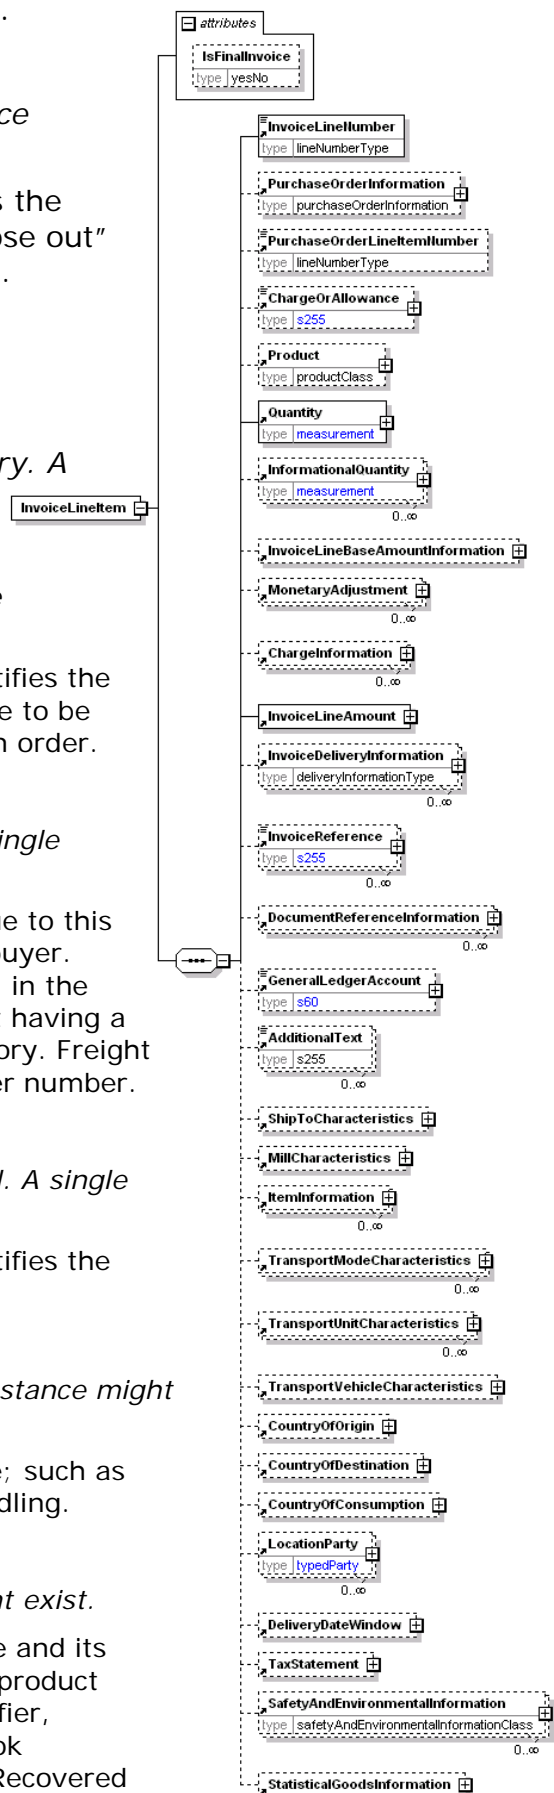 .
ce
s the
ose out”
.
ry. A
e
tifies the
e to be
n order.
ingle
ue to this
buyer.
in the
t having a
ory. Freight
er number.
l. A single
tifies the
stance might
e; such as
dling.
nt exist.
e and its
product
fier,
ok
Recovered
attributes
IsFinalInvoice
type yesNo
InvoiceLineItem
InvoiceLineNumber
type lineNumberType
PurchaseOrderInformation
type purchaseOrderInformation
PurchaseOrderLineItemNumber
type lineNumberType
ChargeOrAllowance
type s255
Product
type productClass
Quantity
type measurement
InformationalQuantity
type measurement
0..∞
InvoiceLineBaseAmountInformation
MonetaryAdjustment
0..∞
ChargeInformation
0..∞
InvoiceLineAmount
InvoiceDeliveryInformation
type deliveryInformationType
0..∞
InvoiceReference
type s255
0..∞
DocumentReferenceInformation
0..∞
GeneralLedgerAccount
type s60
AdditionalText
type s255
0..∞
ShipToCharacteristics
MillCharacteristics
ItemInformation
0..∞
TransportModeCharacteristics
0..∞
TransportUnitCharacteristics
0..∞
TransportVehicleCharacteristics
CountryOfOrigin
CountryOfDestination
CountryOfConsumption
LocationParty
type typedParty
0..∞
DeliveryDateWindow
TaxStatement
SafetyAndEnvironmentalInformation
type safetyAndEnvironmentalInformationClass
0..∞
StatisticalGoodsInformation